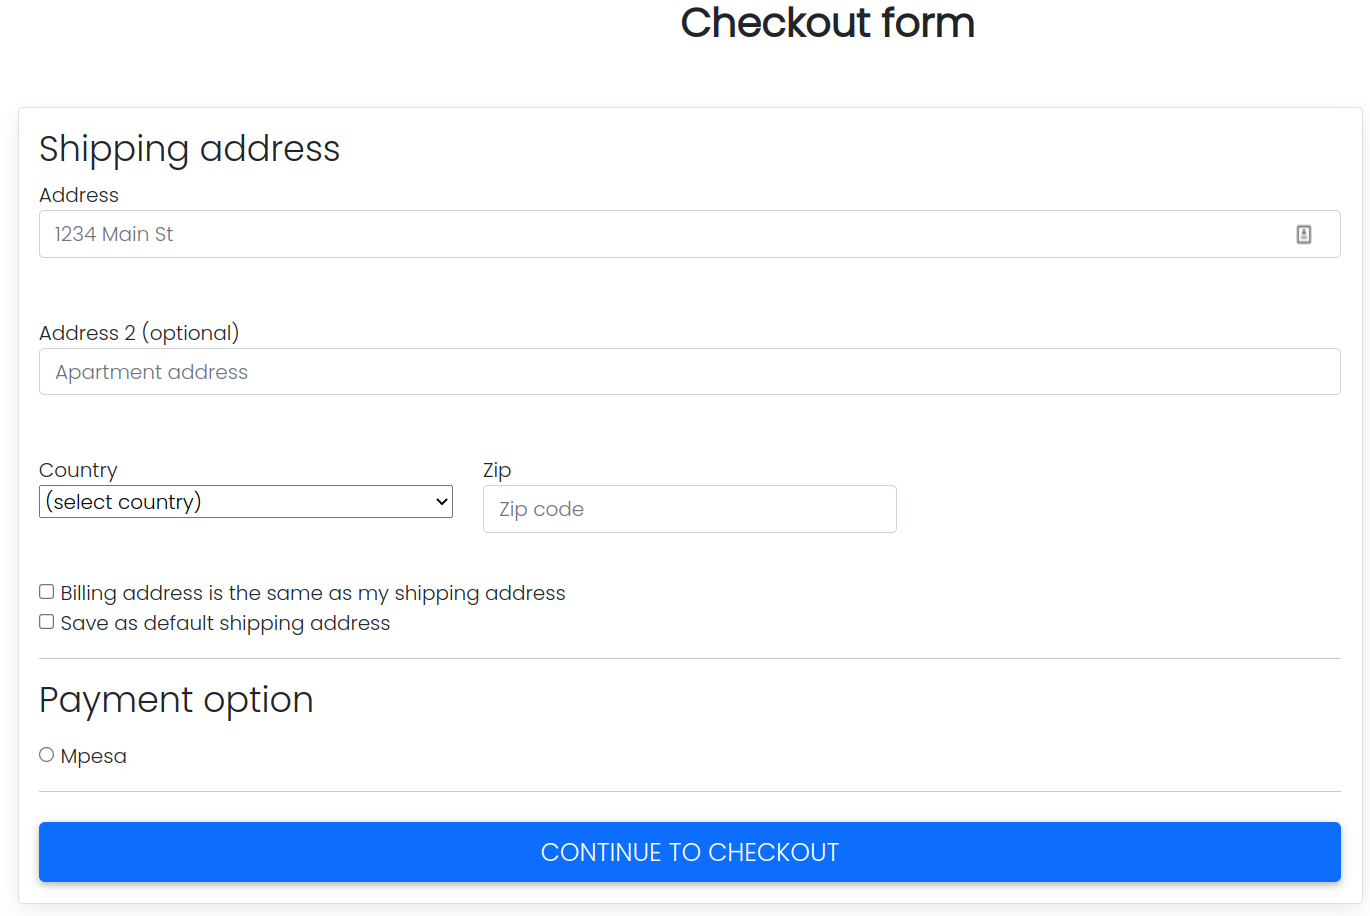 Checkout form
Shipping address
Address
1234 Main St
Address 2 (optional)
Apartment address
Country Zip
(select country) Zip code
Billing address is the same as my shipping address
Save as default shipping address
Payment option
Mpesa
CONTINUE TO CHECKOUT